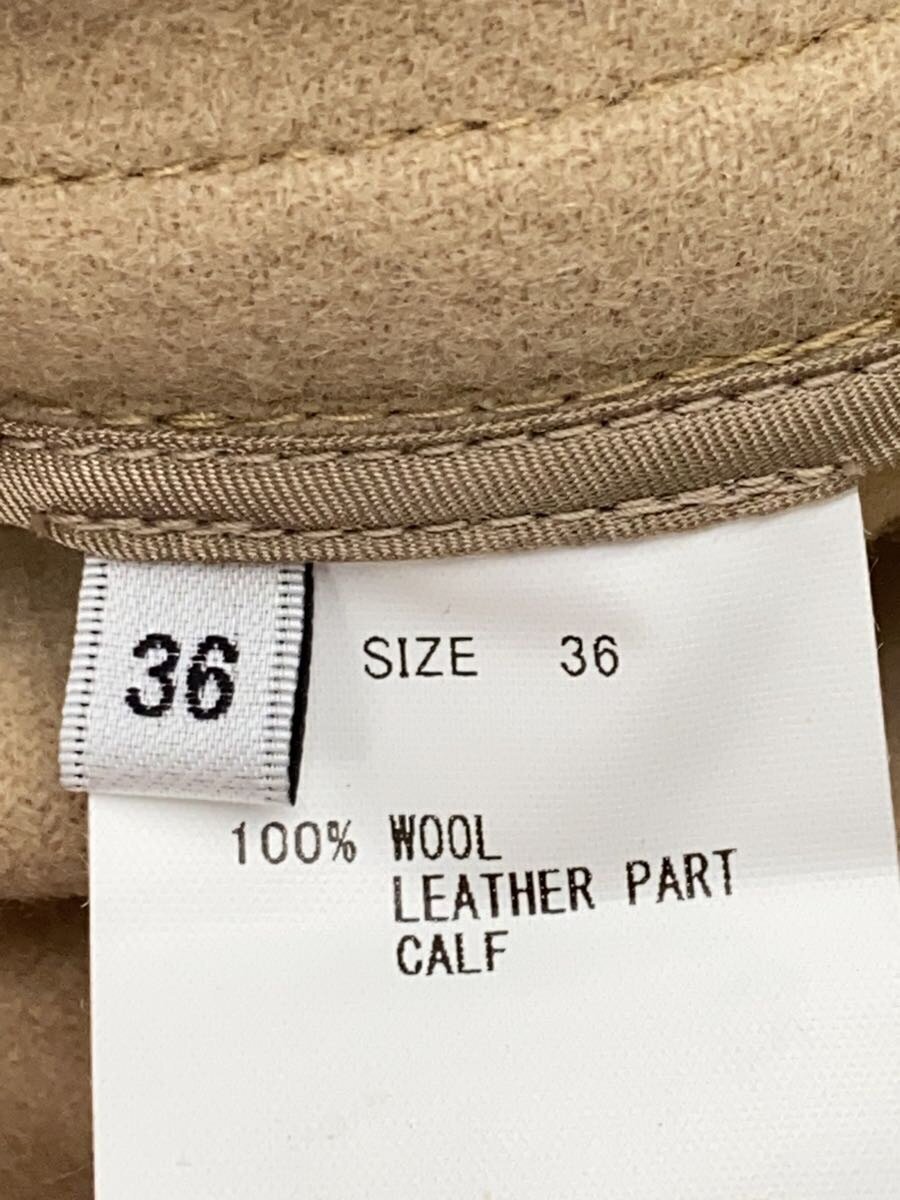 36
SIZE 36
100% WOOL
LEATHER PART
CALF